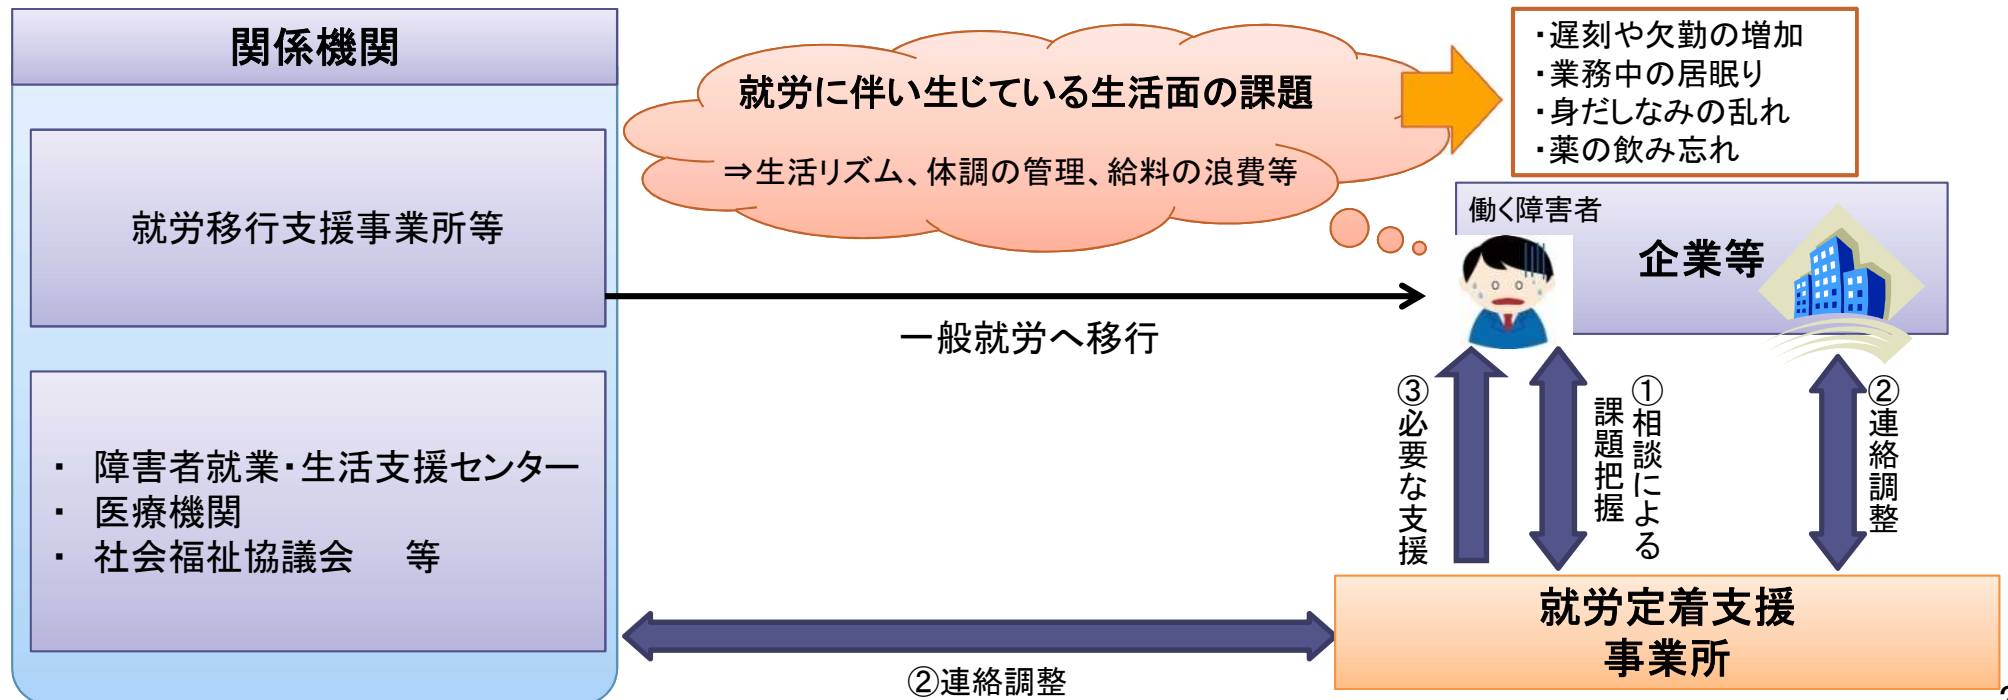 関係機関
就労移行支援事業所等
・ 障害者就業・生活支援センター
・ 医療機関
・ 社会福祉協議会 等
就労に伴い生じている生活面の課題
⇒生活リズム、体調の管理、給料の浪費等
・遅刻や欠勤の増加
・業務中の居眠り
・身だしなみの乱れ
・薬の飲み忘れ
働く障害者
企業等
一般就労へ移行
③必要な支援
①相談による
課題把握
②連絡調整
就労定着支援
事業所
②連絡調整